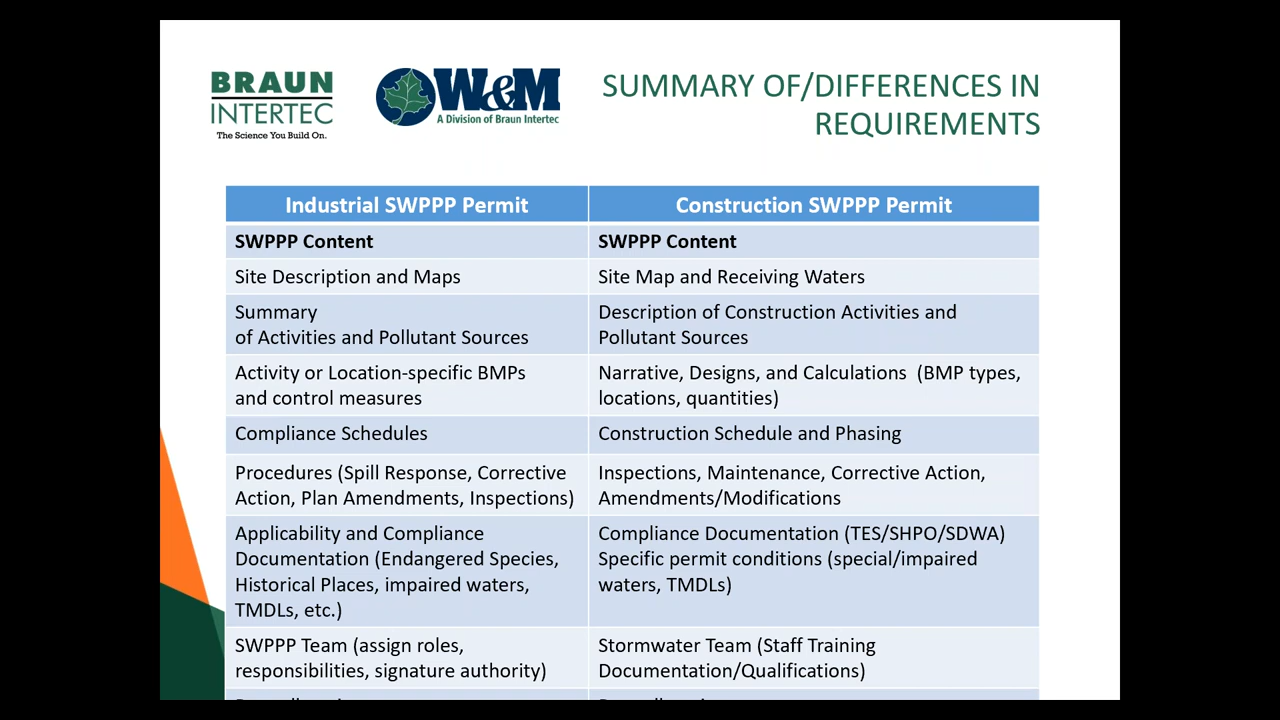 BRAUN
INTERTEC
The Science You Build On.
W&M
A Division of Braun Intertec
SUMMARY OF/DIFFERENCES IN
REQUIREMENTS
Industrial SWPPP Permit
Construction SWPPP Permit
SWPPP Content
SWPPP Content
Site Description and Maps
Site Map and Receiving Waters
Summary
of Activities and Pollutant Sources
Description of Construction Activities and
Pollutant Sources
Activity or Location-specific BMPs
and control measures
Narrative, Designs, and Calculations (BMP types,
locations, quantities)
Compliance Schedules
Construction Schedule and Phasing
Procedures (Spill Response, Corrective
Action, Plan Amendments, Inspections)
Inspections, Maintenance, Corrective Action,
Amendments/Modifications
Applicability and Compliance
Documentation (Endangered Species,
Historical Places, impaired waters,
TMDLs, etc.)
Compliance Documentation (TES/SHPO/SDWA)
Specific permit conditions (special/impaired
waters, TMDLs)
SWPPP Team (assign roles,
responsibilities, signature authority)
Stormwater Team (Staff Training
Documentation/Qualifications)